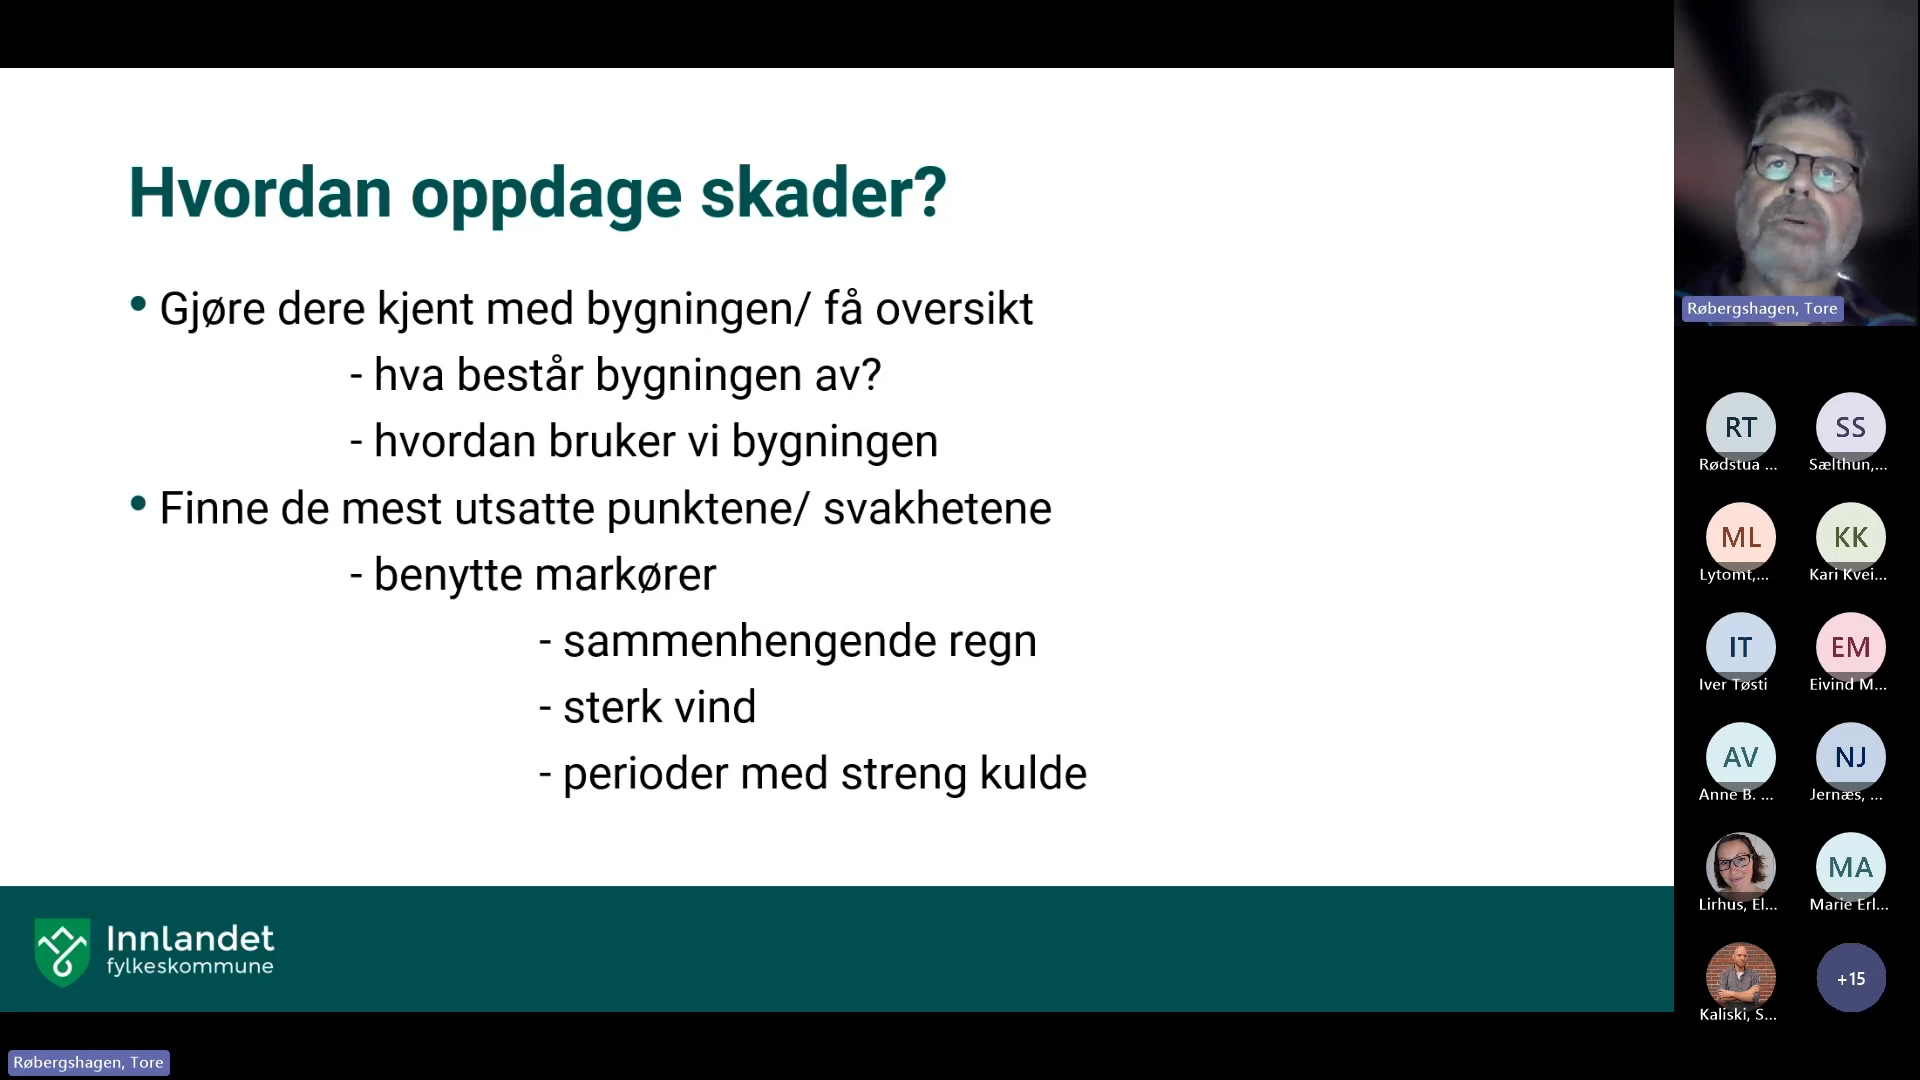 Hvordan oppdage skader?
• Gjøre dere kjent med bygningen/ få oversikt
- hva består bygningen av?
- hvordan bruker vi bygningen
• Finne de mest utsatte punktene/ svakhetene
- benytte markører
- sammenhengende regn
- sterk vind
- perioder med streng kulde
Innlandet
fylkeskommune
Røbergshagen, Tore
Røbergshagen, Tore
RT
SS
Rødstua ...
Sælthun,...
ML
KK
Lytomt,...
Kari Kvei...
IT
EM
Iver Tøsti
Eivind M...
AV
NJ
Anne B. ...
Jernæs, ...
MA
Lirhus, El...
Marie Erl...
+15
Kaliski, S...